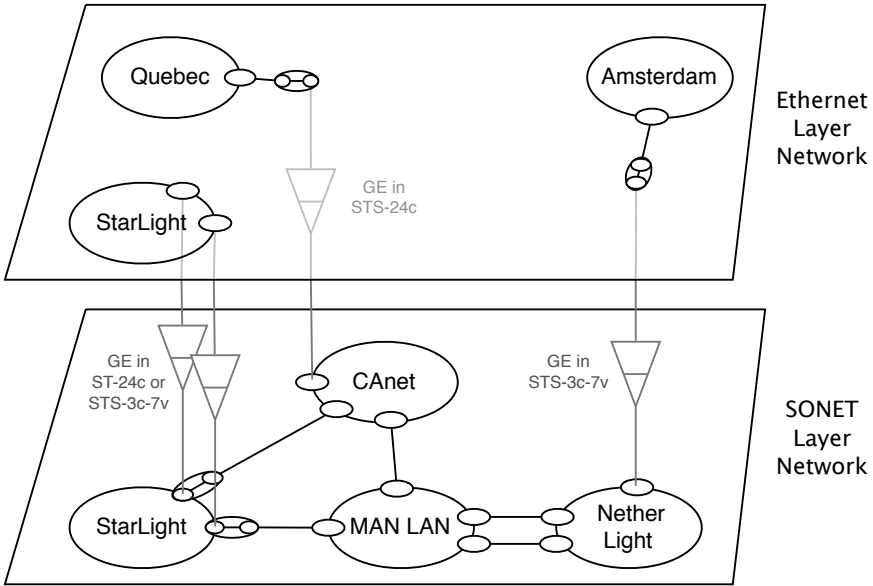 Quebec
Amsterdam
Ethernet
Layer
Network
GE in
STS-24c
StarLight
GE in
ST-24c or
STS-3c-7v
CAnet
GE in
STS-3c-7v
SONET
Layer
Network
StarLight
MAN LAN
Nether
Light